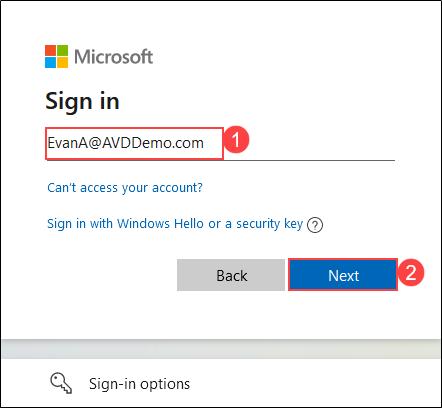 Microsoft
Sign in
EvanA@AVDDemo.com 1
Can't access your account?
Sign in with Windows Hello or a security key ?
Back Next 2
Sign-in options